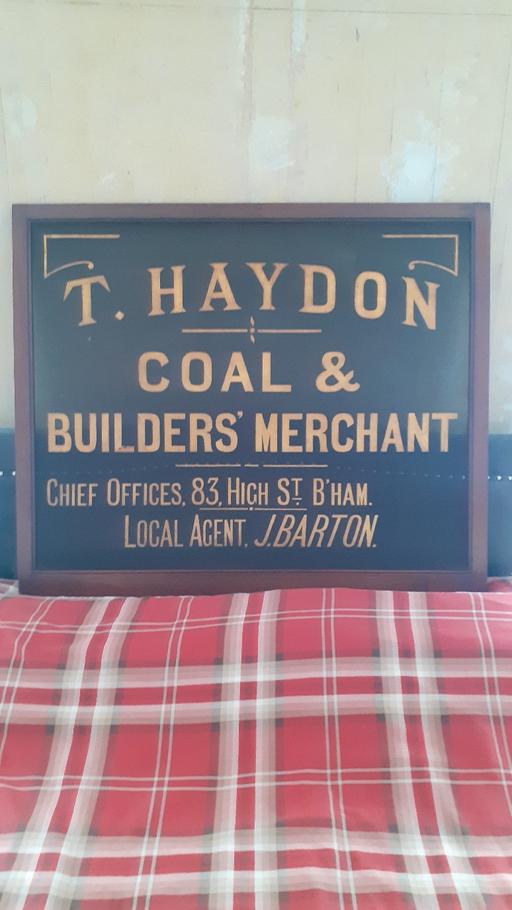 T. HAYDON
COAL &
BUILDERS' MERCHANT
CHIEF OFFICES, 83, HIGH ST B'HAM.
LOCAL AGENT, J. BARTON.